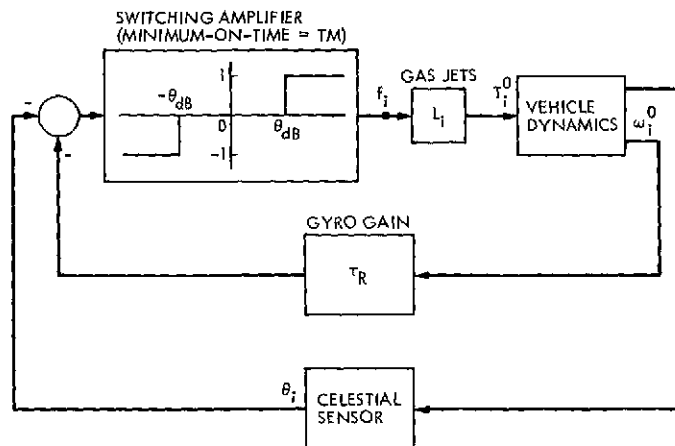 SWITCHING AMPLIFIER
(MINIMUM-ON-TIME = TM)
1
-θdB
0
θdB
-1
-
-
fi
GAS JETS
Li
Ti0
VEHICLE
DYNAMICS
ωi0
GYRO GAIN
τR
θi
CELESTIAL
SENSOR